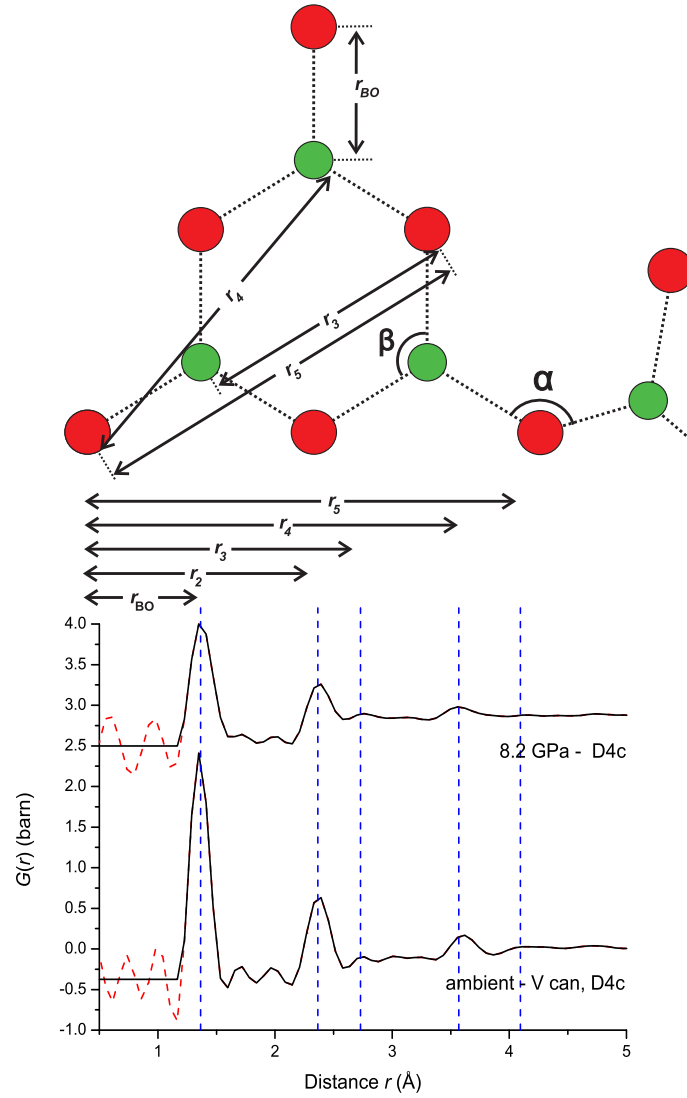 r_BO
r_4
r_3
β
r_5
α
r_5
r_4
r_3
r_2
r_BO
4.0
3.5
3.0
2.5
8.2 GPa - D4c
2.0
1.5
1.0
0.5
0.0
-0.5
ambient - V can, D4c
-1.0
G(r) (barn)
1 2 3 4 5
Distance r (Å)